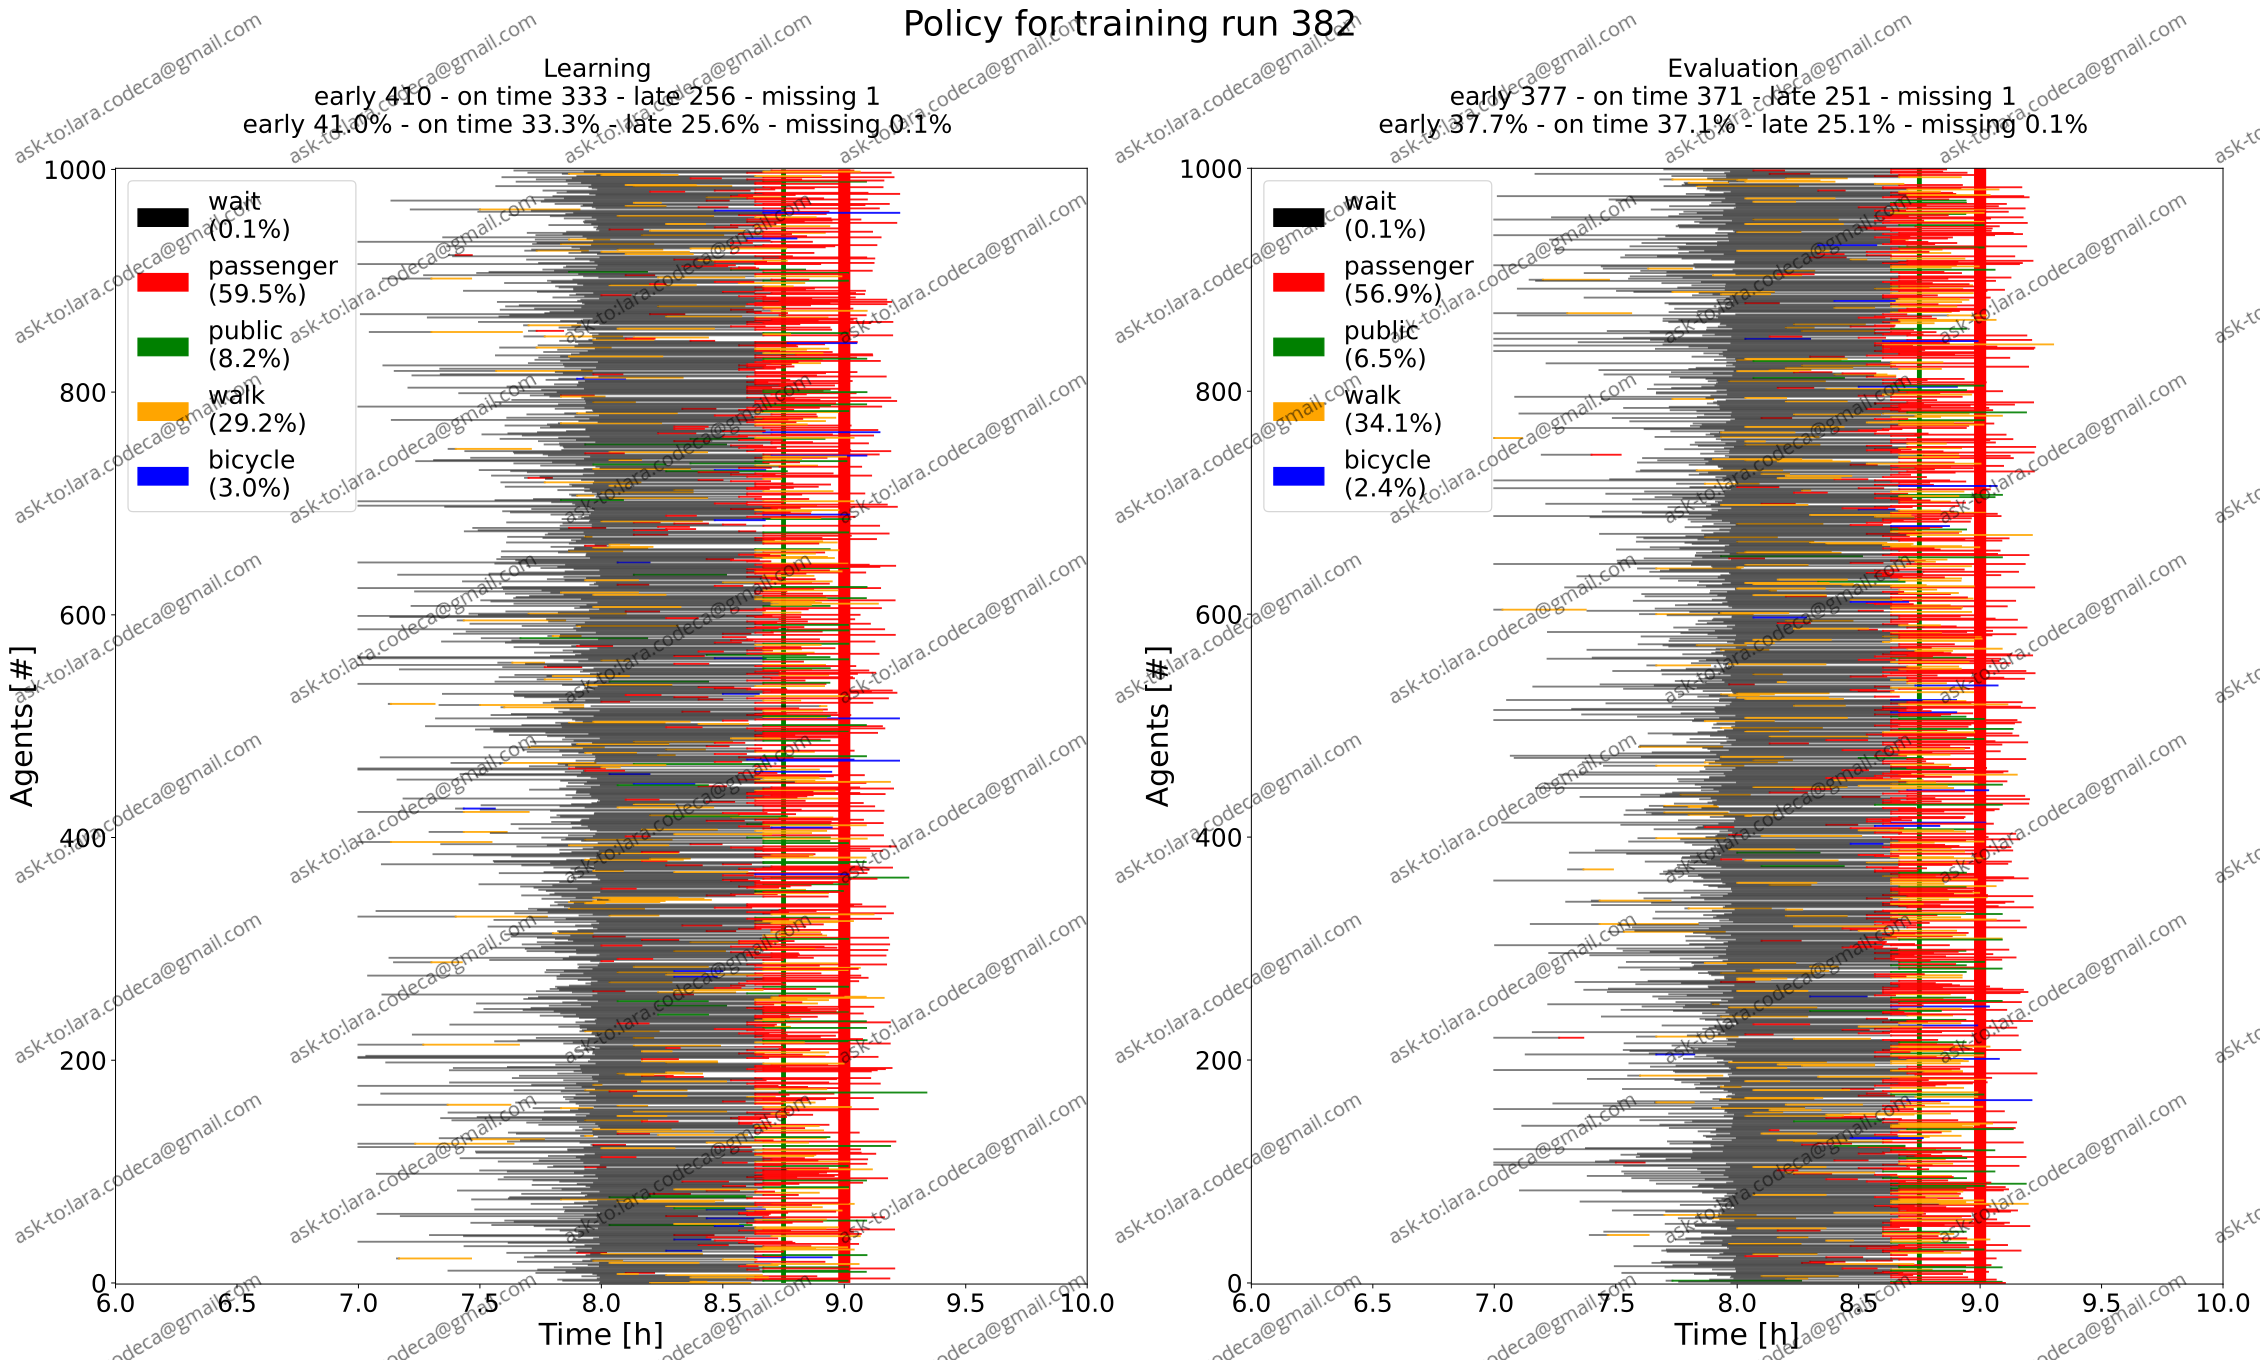 Policy for training run 382
Learning
early 410 - on time 333 - late 256 - missing 1
early 41.0% - on time 33.3% - late 25.6% - missing 0.1%
1000
800
600
400
200
0
Agents [#]
wait
(0.1%)
passenger
(59.5%)
public
(8.2%)
walk
(29.2%)
bicycle
(3.0%)
6.0 6.5 7.0 7.5 8.0 8.5 9.0 9.5 10.0
Time [h]
Evaluation
early 377 - on time 371 - late 251 - missing 1
early 37.7% - on time 37.1% - late 25.1% - missing 0.1%
1000
800
600
400
200
0
Agents [#]
wait
(0.1%)
passenger
(56.9%)
public
(6.5%)
walk
(34.1%)
bicycle
(2.4%)
6.0 6.5 7.0 7.5 8.0 8.5 9.0 9.5 10.0
Time [h]
ask-to:lara.codeca@gmail.com